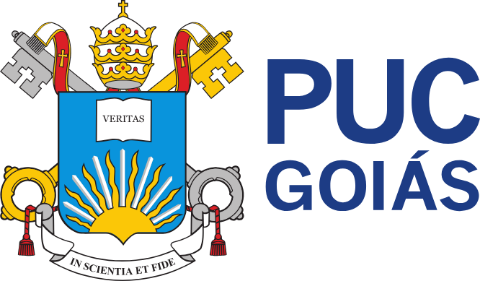 VERITAS
IN SCIENTIA ET FIDE
PUC
GOIÁS